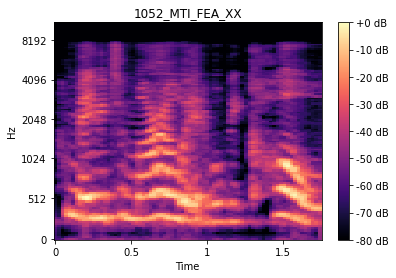 1052_MTI_FEA_XX
8192
4096
2048
1024
512
0
Hz
0
0.5
1
1.5
Time
+0 dB
-10 dB
-20 dB
-30 dB
-40 dB
-50 dB
-60 dB
-70 dB
-80 dB